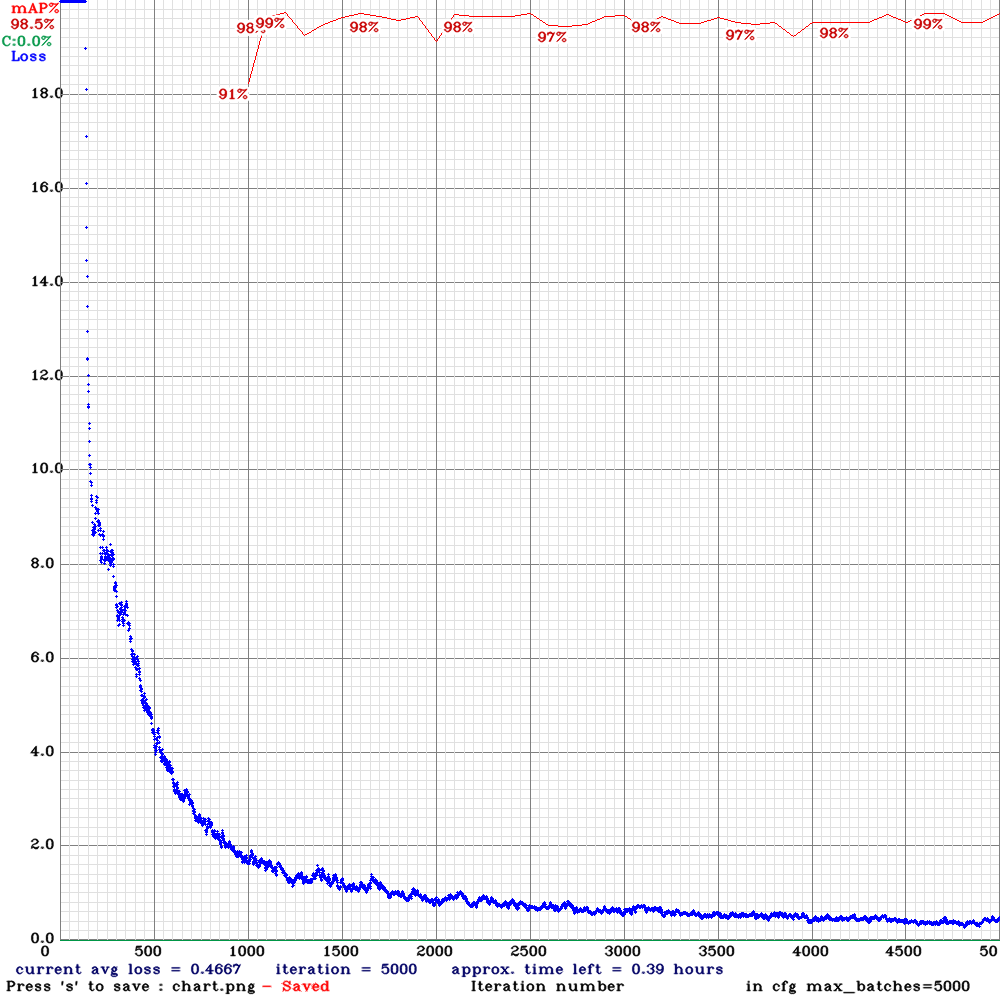 mAP%
98.5%
C:0.0%
Loss
98% 99% 98% 98% 97% 98% 97% 98% 99%
91%
18.0
16.0
14.0
12.0
10.0
8.0
6.0
4.0
2.0
0.0
0 500 1000 1500 2000 2500 3000 3500 4000 4500 50
current avg loss = 0.4667 iteration = 5000 approx. time left = 0.39 hours
Press 's' to save : chart.png - Saved Iteration number in cfg max_batches=5000